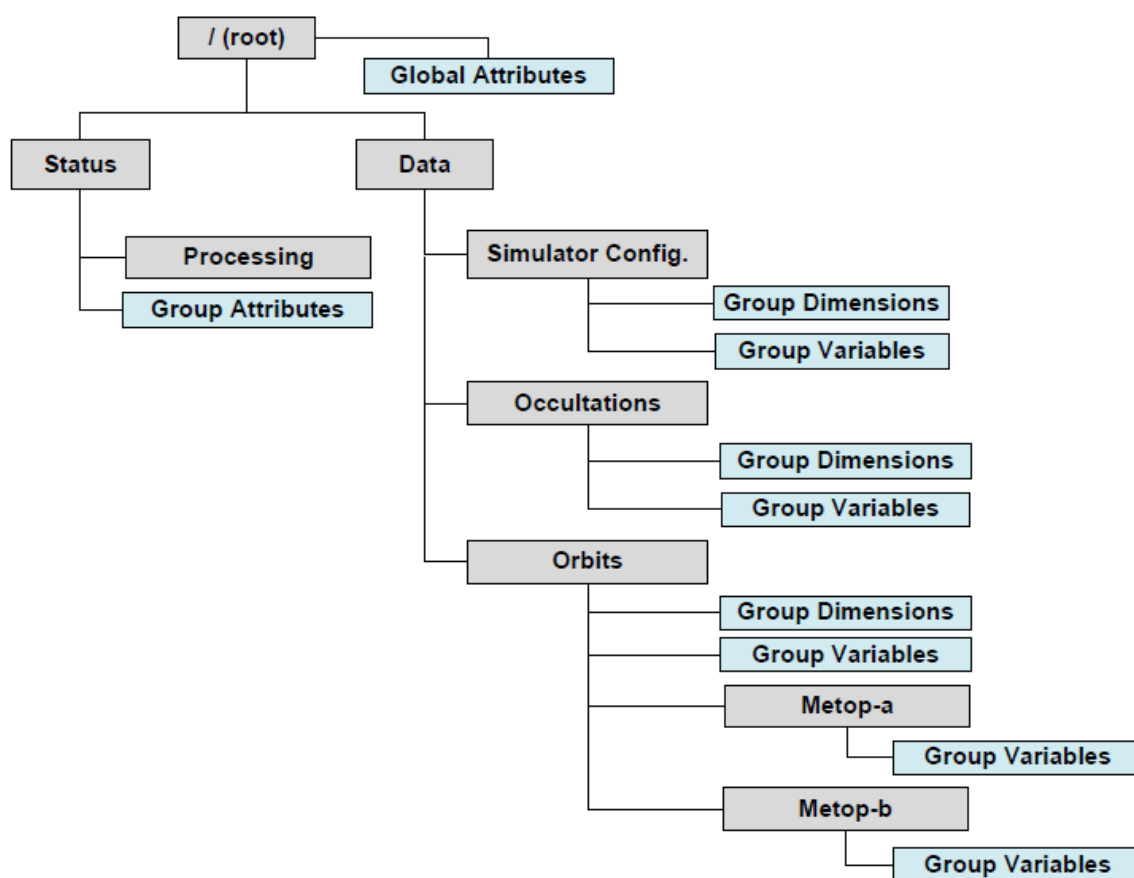 / (root)
Global Attributes
Status
Data
Processing
Group Attributes
Simulator Config.
Group Dimensions
Group Variables
Occultations
Group Dimensions
Group Variables
Orbits
Group Dimensions
Group Variables
Metop-a
Group Variables
Metop-b
Group Variables